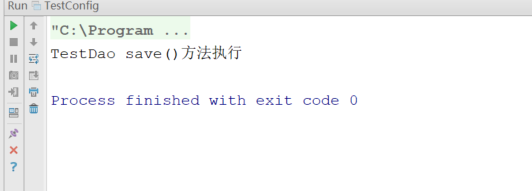 Run TestConfig
"C:\Program ...
TestDao save()方法执行
Process finished with exit code 0